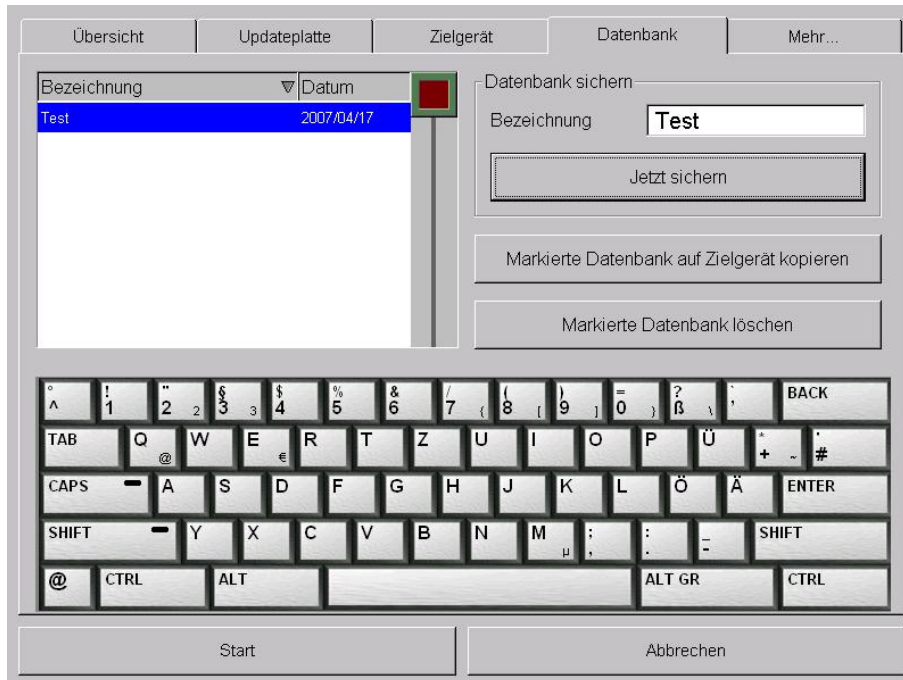 Übersicht Updateplatte Zielgerät Datenbank Mehr...
Bezeichnung Datum
Test 2007/04/17
Datenbank sichern
Bezeichnung Test
Jetzt sichern
Markierte Datenbank auf Zielgerät kopieren
Markierte Datenbank löschen
° ^ ! 1 " 2 2 § 3 3 $ 4 % 5 & 6 / 7 { ( 8 [ ) 9 ] = 0 } ? ß \ ` ' BACK
TAB Q @ W E € R T Z U I O P Ü * + ~ ' # 
CAPS A S D F G H J K L Ö Ä ENTER
SHIFT Y X C V B N M µ ; , : . _ - SHIFT
@ CTRL ALT ALT GR CTRL
Start Abbrechen